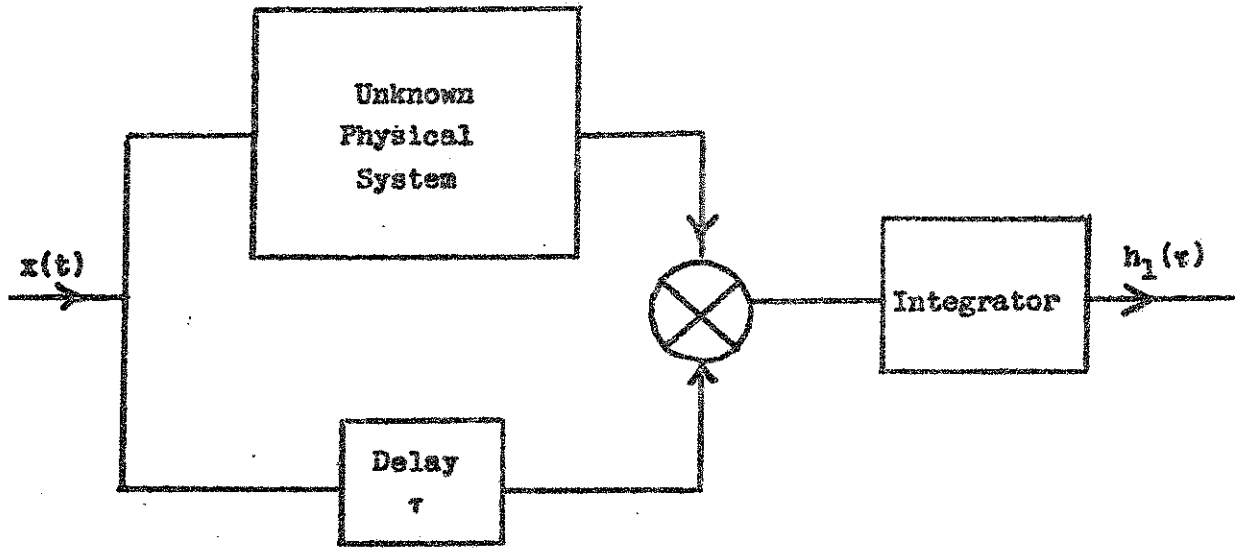 Unknown
Physical
System
x(t)
h₁(τ)
Integrator
Delay
τ